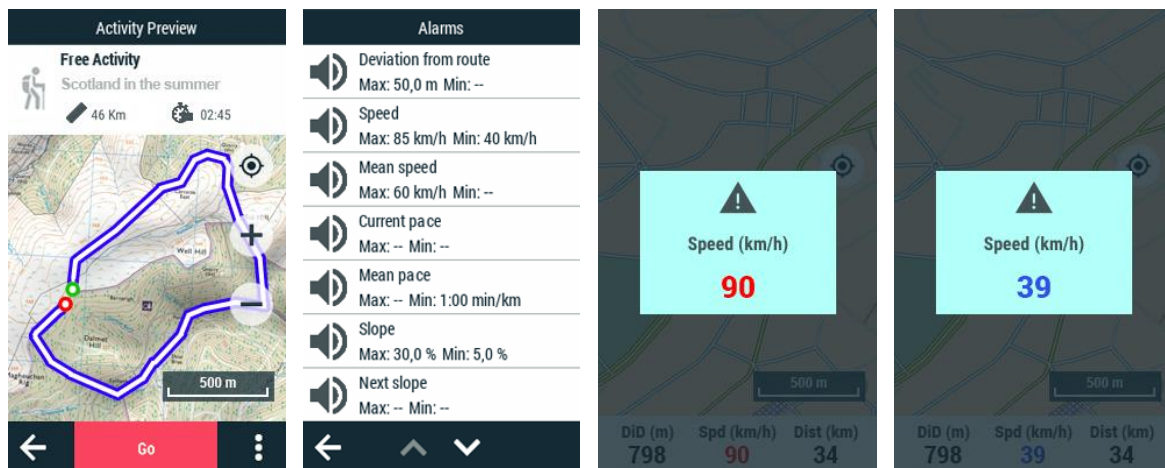 Activity Preview
Free Activity
Scotland in the summer
46 Km 02:45
Well Hill
Dalmet
Hill
500 m
Go
Alarms
Deviation from route
Max: 50,0 m Min: --
Speed
Max: 85 km/h Min: 40 km/h
Mean speed
Max: 60 km/h Min: --
Current pace
Max: -- Min: --
Mean pace
Max: -- Min: 1:00 min/km
Slope
Max: 30,0 % Min: 5,0 %
Next slope
Max: -- Min: --
Speed (km/h)
90
500 m
DiD (m) Spd (km/h) Dist (km)
798 90 34
Speed (km/h)
39
500 m
DiD (m) Spd (km/h) Dist (km)
798 39 34